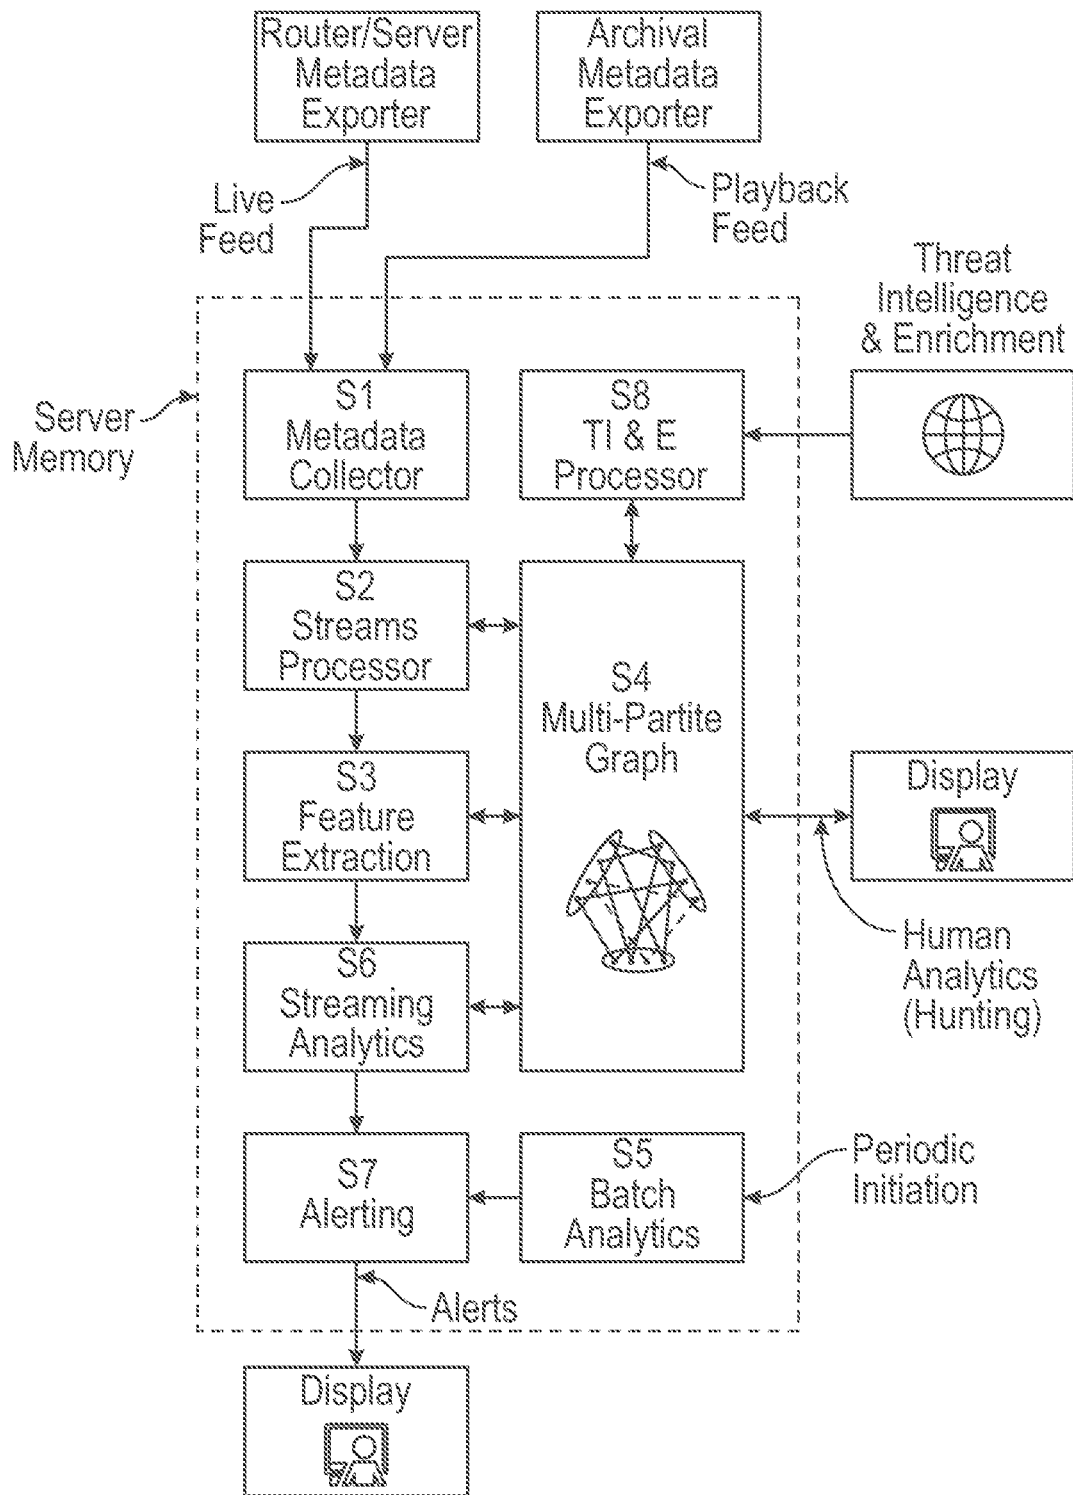 Router/Server
Metadata
Exporter
Archival
Metadata
Exporter
Live
Feed
Playback
Feed
Threat
Intelligence
& Enrichment
Server
Memory
S1
Metadata
Collector
S8
TI & E
Processor
S2
Streams
Processor
S4
Multi-Partite
Graph
S3
Feature
Extraction
Display
Human
Analytics
(Hunting)
S6
Streaming
Analytics
S7
Alerting
S5
Batch
Analytics
Periodic
Initiation
Alerts
Display